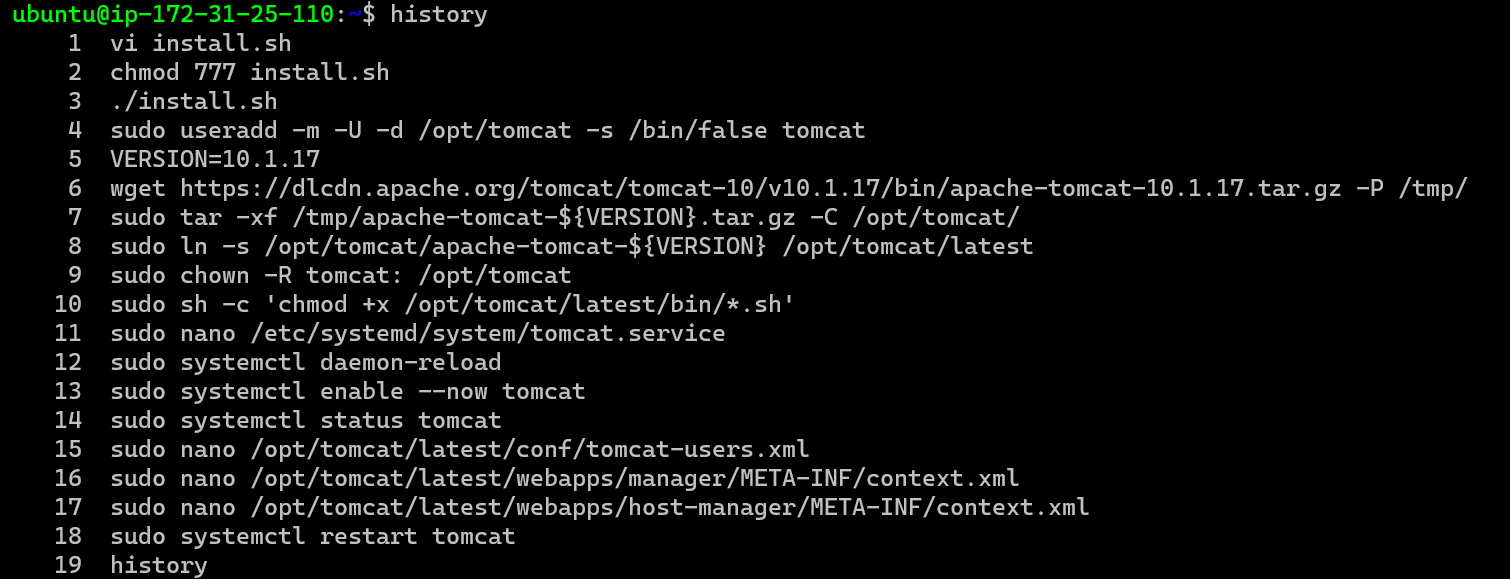 ubuntu@ip-172-31-25-110:~$ history
1 vi install.sh
2 chmod 777 install.sh
3 ./install.sh
4 sudo useradd -m -U -d /opt/tomcat -s /bin/false tomcat
5 VERSION=10.1.17
6 wget https://dlcdn.apache.org/tomcat/tomcat-10/v10.1.17/bin/apache-tomcat-10.1.17.tar.gz -P /tmp/
7 sudo tar -xf /tmp/apache-tomcat-${VERSION}.tar.gz -C /opt/tomcat/
8 sudo ln -s /opt/tomcat/apache-tomcat-${VERSION} /opt/tomcat/latest
9 sudo chown -R tomcat: /opt/tomcat
10 sudo sh -c 'chmod +x /opt/tomcat/latest/bin/*.sh'
11 sudo nano /etc/systemd/system/tomcat.service
12 sudo systemctl daemon-reload
13 sudo systemctl enable --now tomcat
14 sudo systemctl status tomcat
15 sudo nano /opt/tomcat/latest/conf/tomcat-users.xml
16 sudo nano /opt/tomcat/latest/webapps/manager/META-INF/context.xml
17 sudo nano /opt/tomcat/latest/webapps/host-manager/META-INF/context.xml
18 sudo systemctl restart tomcat
19 history